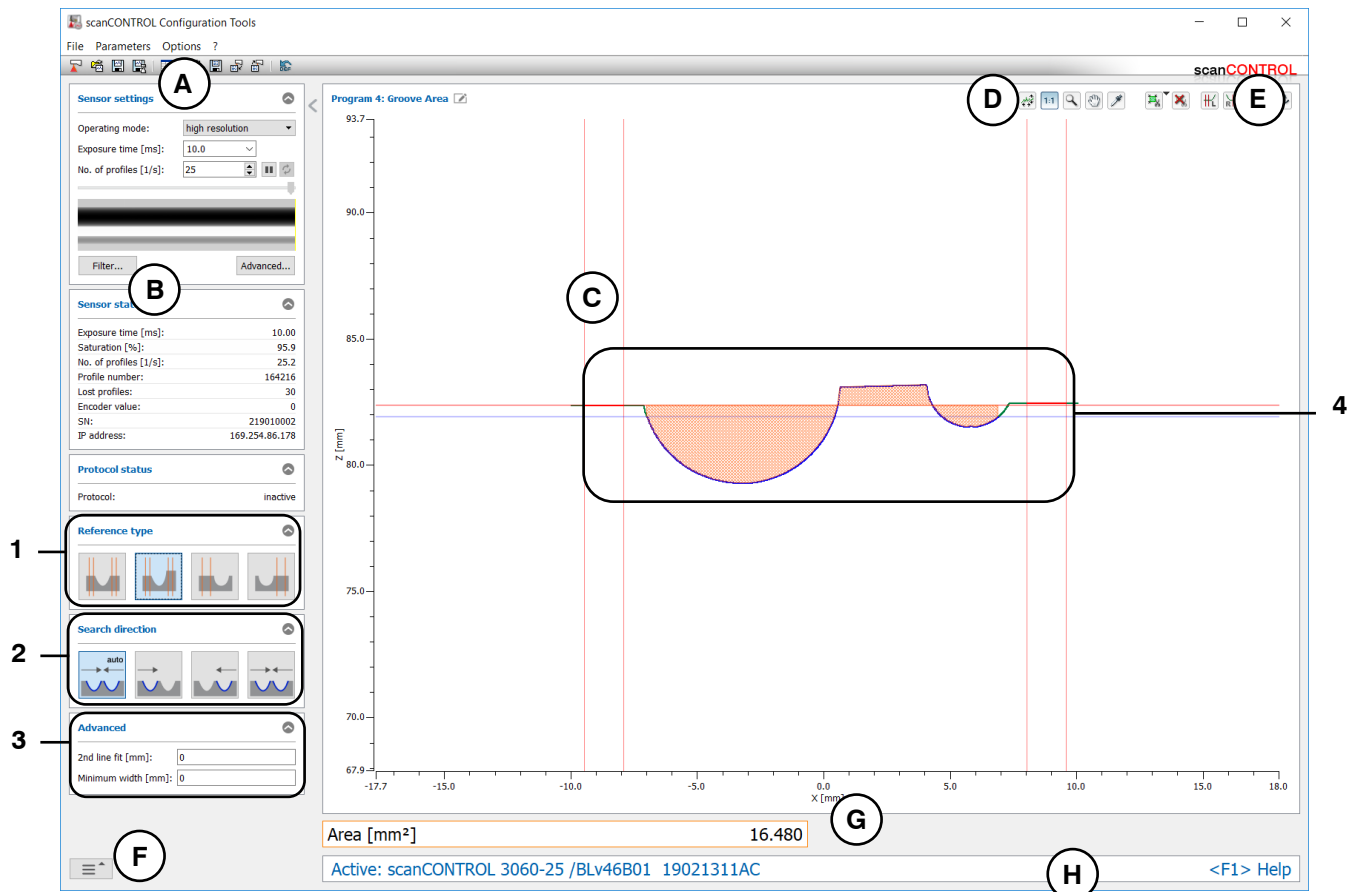 scanCONTROL Configuration Tools
File Parameters Options ?
A
scanCONTROL
Sensor settings
Operating mode: high resolution
Exposure time [ms]: 10.0
No. of profiles [1/s]: 25
Filter... Advanced...
B
Sensor
Exposure time [ms]: 10.00
Saturation [%]: 95.9
No. of profiles [1/s]: 25.2
Profile number: 164216
Lost profiles: 30
Encoder value: 0
SN: 219010002
IP address: 169.254.86.178
Protocol status
Protocol: inactive
1
Reference type
2
Search direction
auto
3
Advanced
2nd line fit [mm]: 0
Minimum width [mm]: 0
F
Program 4: Groove Area
D
1:1
E
93.7
90.0
85.0
80.0
75.0
70.0
67.9
Z [mm]
C
4
-17.7 -15.0 -10.0 -5.0 0.0 5.0 10.0 15.0 18.0
X [mm]
G
Area [mm²] 16.480
Active: scanCONTROL 3060-25 /BLv46B01 19021311AC
H
<F1> Help